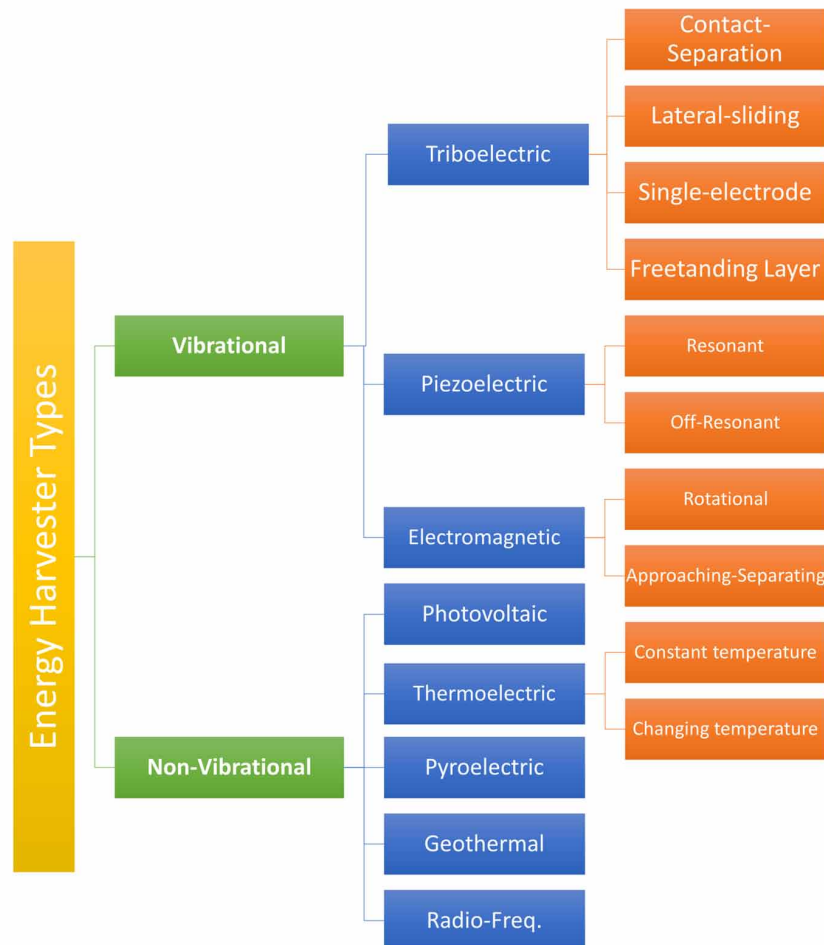 Energy Harvester Types
Vibrational
Non-Vibrational
Triboelectric
Piezoelectric
Electromagnetic
Photovoltaic
Thermoelectric
Pyroelectric
Geothermal
Radio-Freq.
Contact-
Separation
Lateral-sliding
Single-electrode
Freetanding Layer
Resonant
Off-Resonant
Rotational
Approaching-Separating
Constant temperature
Changing temperature